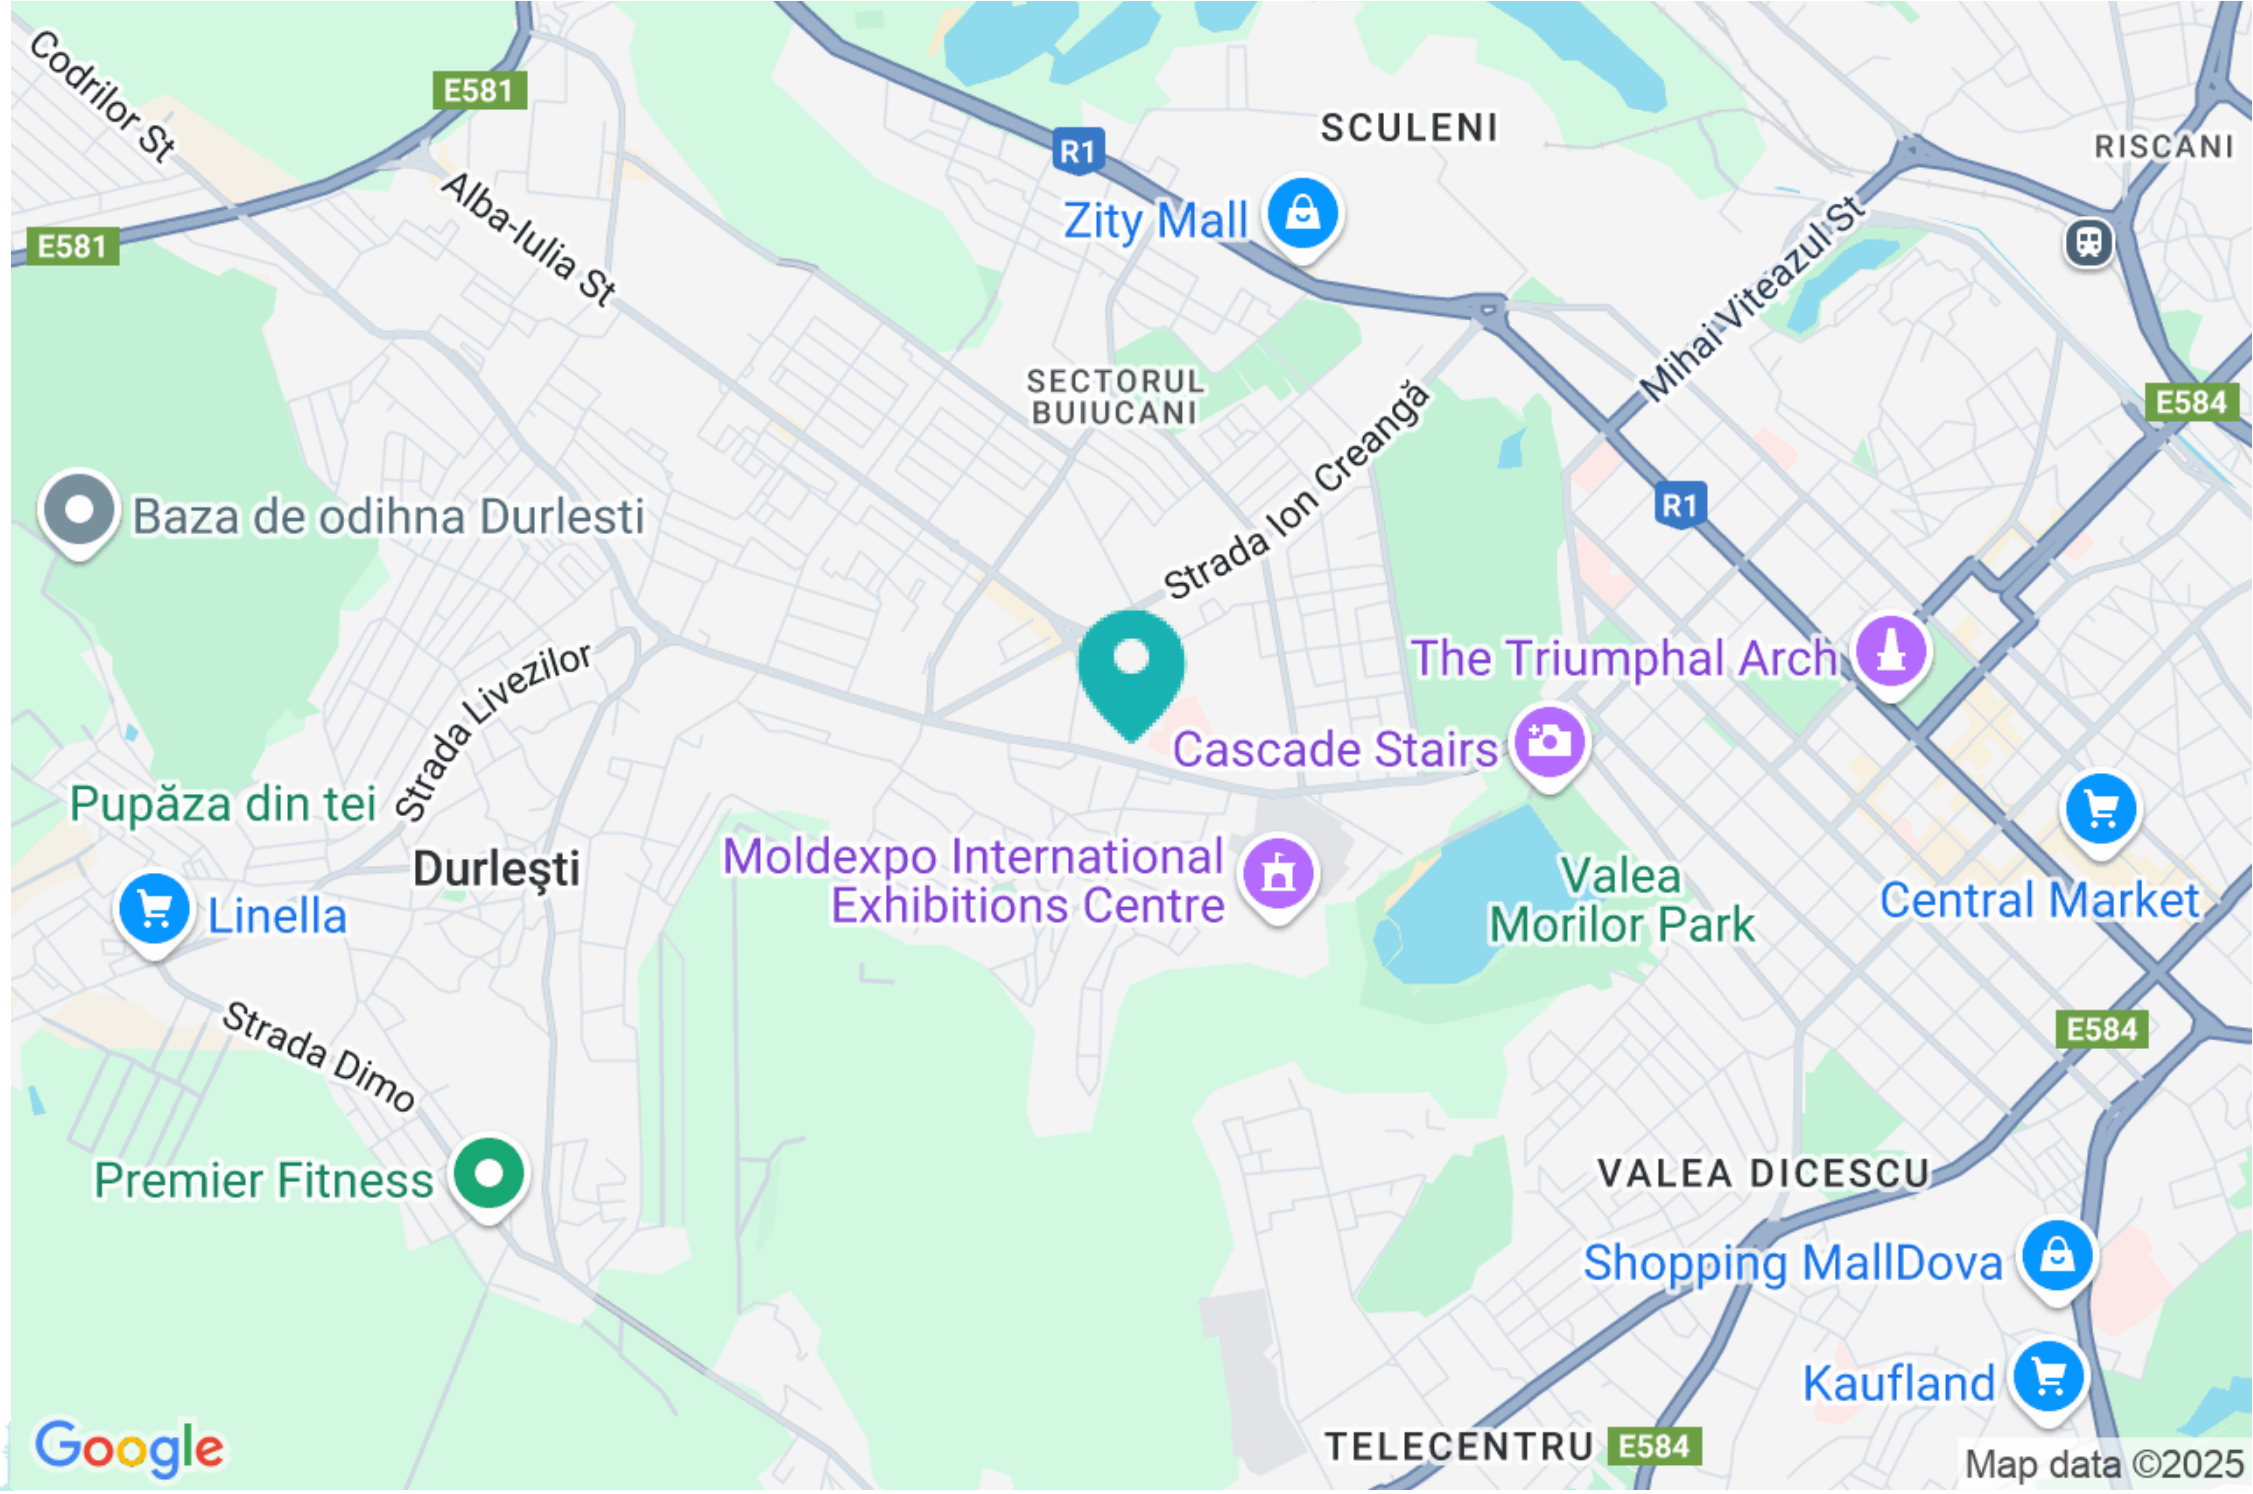 Codrilor St
E581
SCULENI
R1
RISCANI
Zity Mall
Alba-Iulia St
E581
Mihai Viteazul St
SECTORUL
BUIUCANI
E584
Strada Ion Creangă
R1
Baza de odihna Durlesti
The Triumphal Arch
Strada Livezilor
Cascade Stairs
Pupăza din tei
Durleşti
Moldexpo International
Exhibitions Centre
Valea
Morilor Park
Central Market
Linella
Strada Dimo
E584
Premier Fitness
VALEA DICESCU
Shopping MallDova
Kaufland
TELECENTRU
E584
Google
Map data ©2025